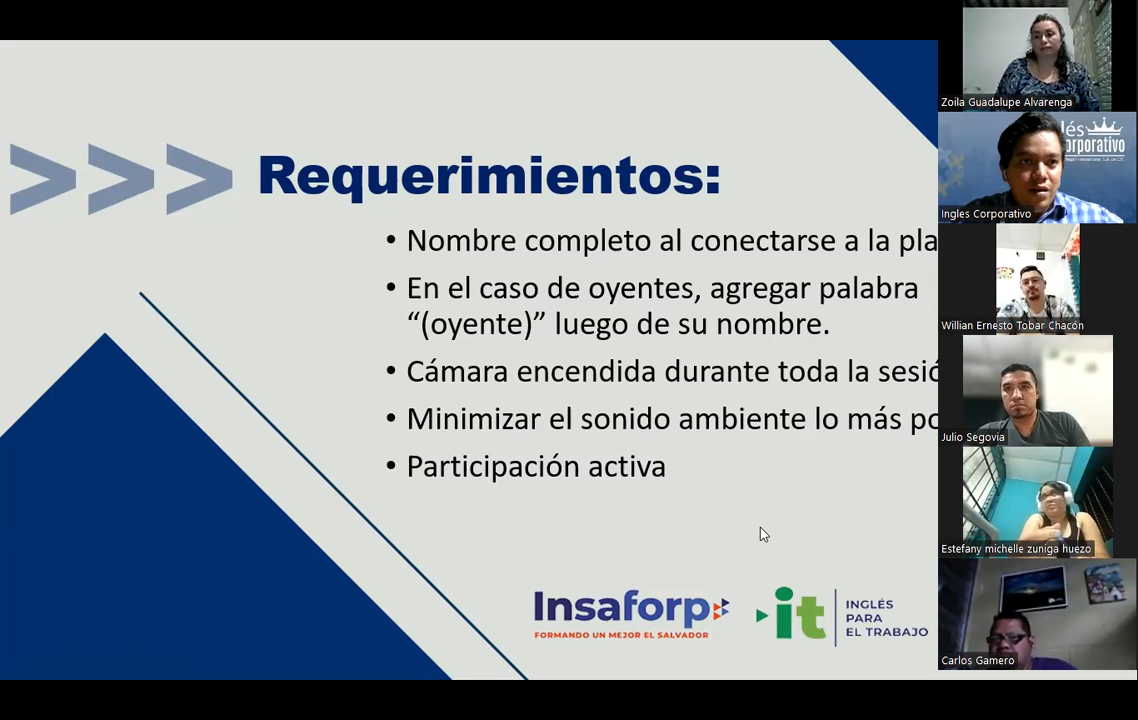 >>> Requerimientos:
• Nombre completo al conectarse a la pla
• En el caso de oyentes, agregar palabra
“(oyente)” luego de su nombre.
• Cámara encendida durante toda la sesió
• Minimizar el sonido ambiente lo más po
• Participación activa
Insaforp
FORMANDO UN MEJOR EL SALVADOR
it
INGLÉS
PARA
EL TRABAJO
Zoila Guadalupe Alvarenga
lés
orporativo
Ingles Corporativo
Willian Ernesto Tobar Chacón
Julio Segovia
Estefany michelle zuniga huezo
Carlos Gamero